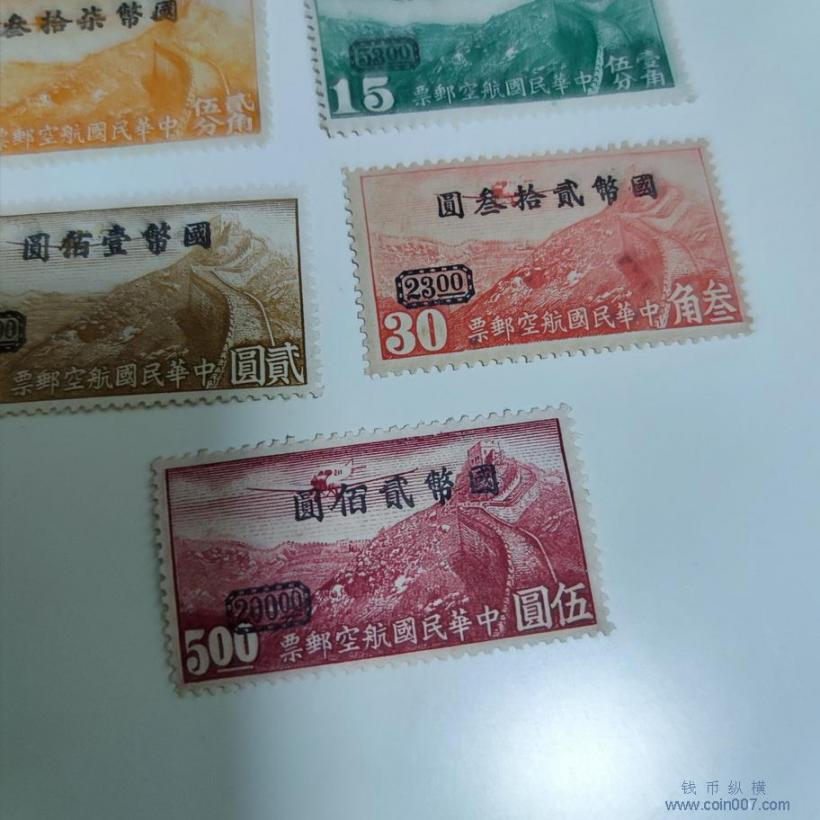 國幣柒拾叁
貳角
伍分
中華民國航空郵票
5300
15
中華民國航空郵票
壹角
伍分
國幣壹佰圓
00
中華民國航空郵票
貳圓
國幣貳拾叁圓
2300
30
中華民國航空郵票
叁角
國幣貳佰圓
20000
500
中華民國航空郵票
伍圓
钱币纵横
www.coin007.com